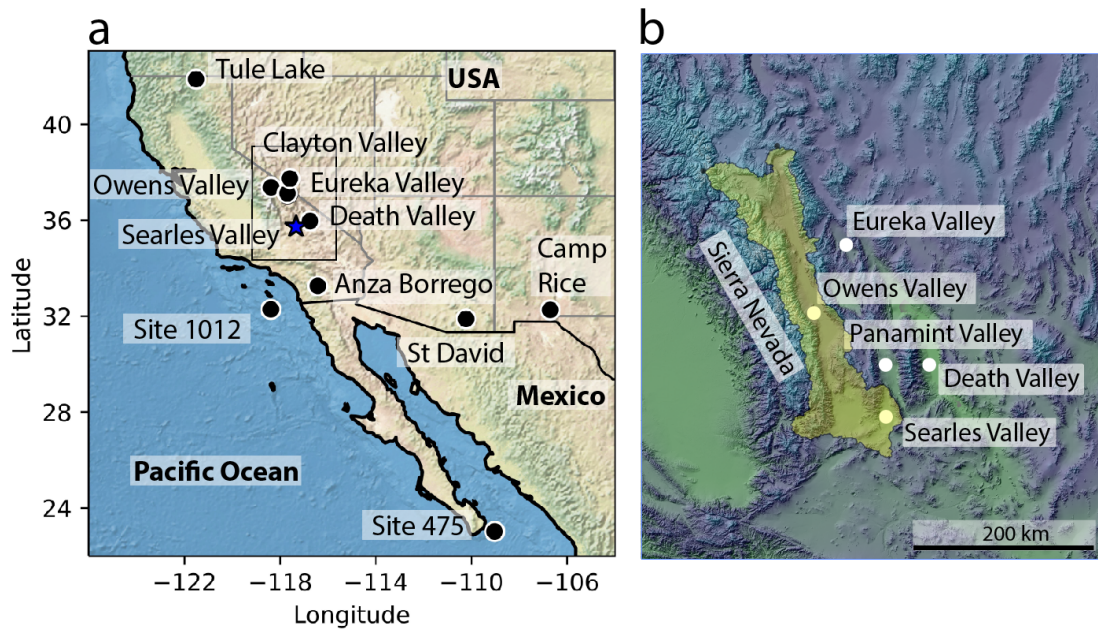 a
Tule Lake
USA
Clayton Valley
Owens Valley
Eureka Valley
Death Valley
Searles Valley
Camp
Rice
Anza Borrego
Site 1012
St David
Mexico
Pacific Ocean
Site 475
40
36
32
28
24
Latitude
−122
−118
−114
−110
−106
Longitude
b
Eureka Valley
Sierra Nevada
Owens Valley
Panamint Valley
Death Valley
Searles Valley
200 km